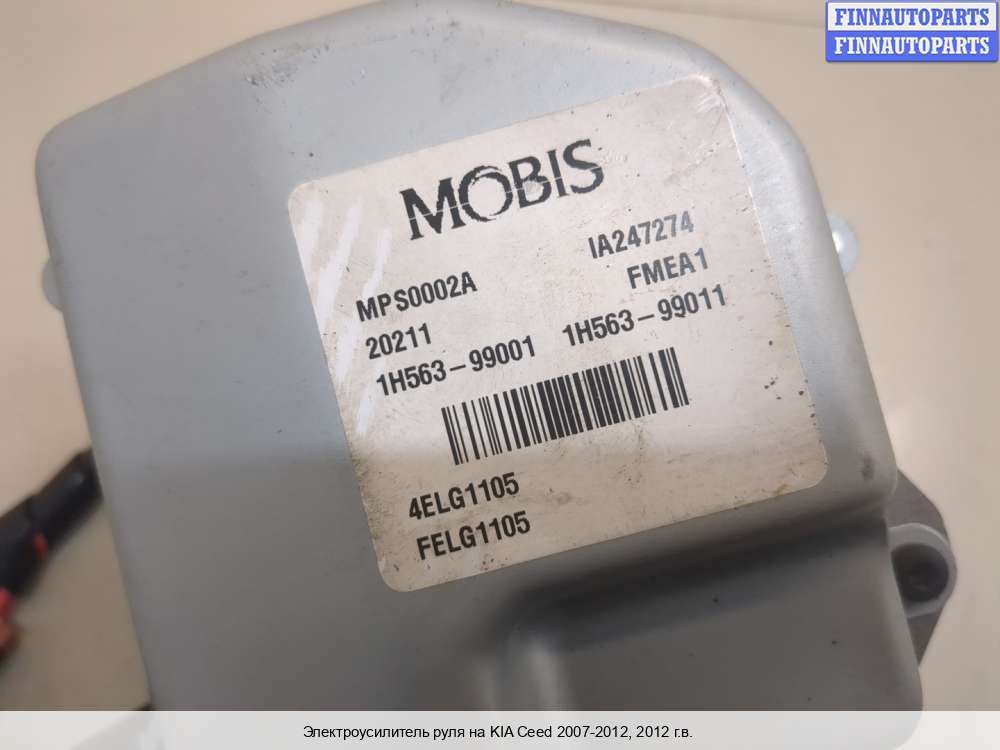 FINNAUTOPARTS
FINNAUTOPARTS
MOBIS
MPS0002A IA247274
20211 FMEA1
1H563-99001 1H563-99011
4ELG1105
FELG1105
Электроусилитель руля на KIA Ceed 2007-2012, 2012 г.в.